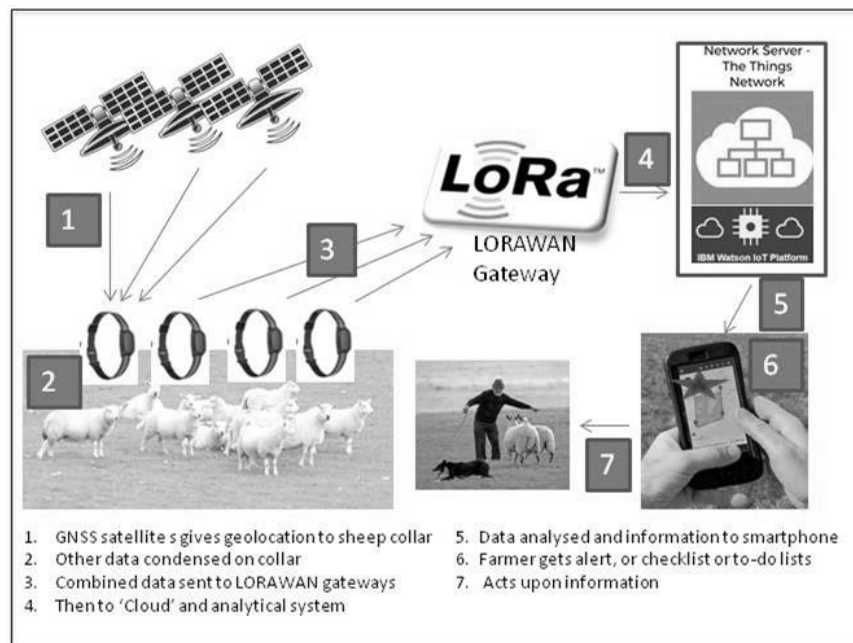 Network Server -
The Things
Network
1
3
LoRa™
4
LORAWAN
Gateway
IBM Watson IoT Platform
2
5
6
7
1. GNSS satellite s gives geolocation to sheep collar
2. Other data condensed on collar
3. Combined data sent to LORAWAN gateways
4. Then to ‘Cloud’ and analytical system
5. Data analysed and information to smartphone
6. Farmer gets alert, or checklist or to-do lists
7. Acts upon information